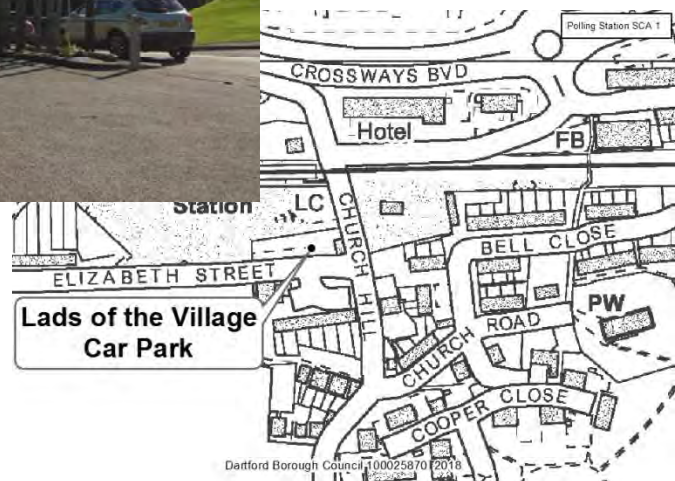 Polling Station SCA 1
CROSSWAYS BVD
Hotel
FB
Station
LC
CHURCH HILL
BELL CLOSE
ELIZABETH STREET
PW
Lads of the Village
Car Park
CHURCH ROAD
COOPER CLOSE
Dartford Borough Council 100025870 2018